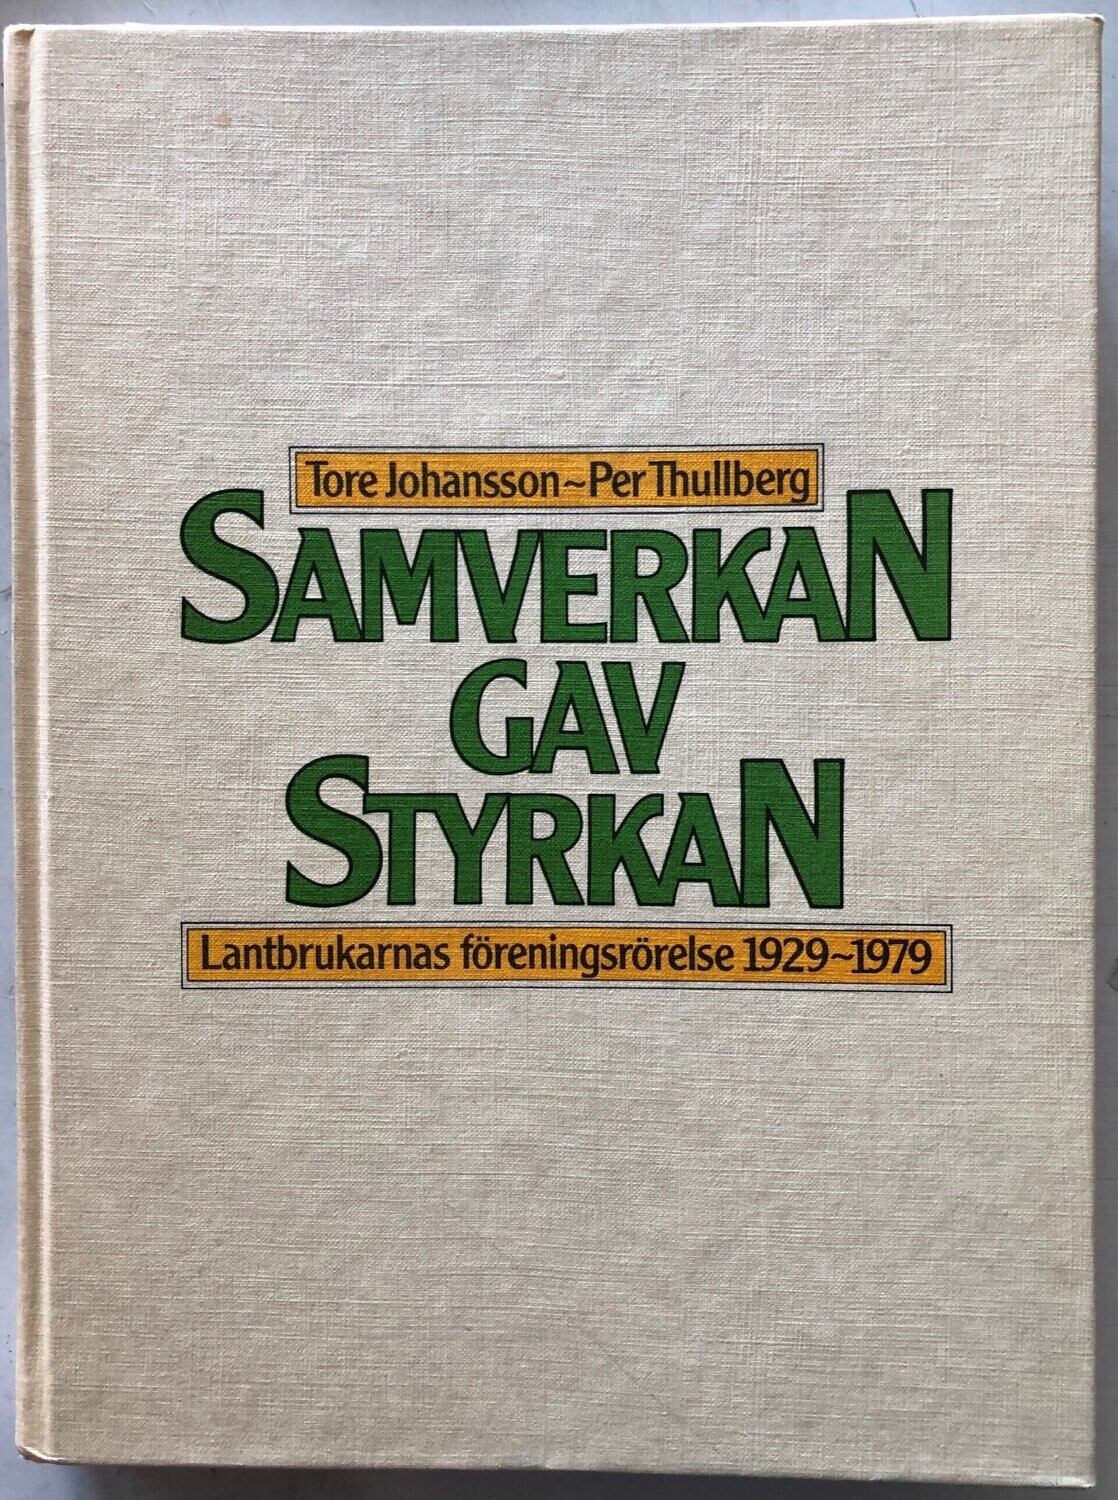 Tore Johansson~Per Thullberg
SAMVERKAN
GAV
STYRKAN
Lantbrukarnas föreningsrörelse 1929~1979